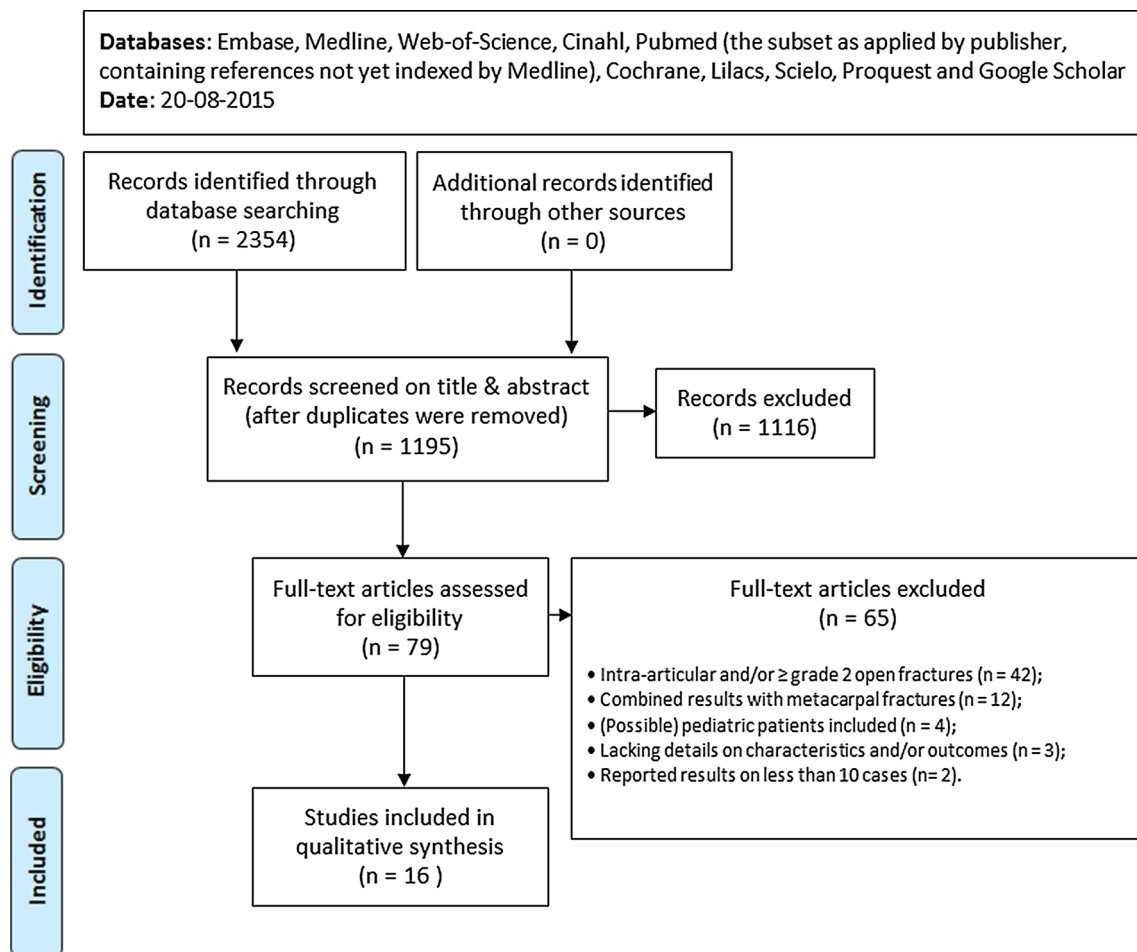 Databases: Embase, Medline, Web-of-Science, Cinahl, Pubmed (the subset as applied by publisher,
containing references not yet indexed by Medline), Cochrane, Lilacs, Scielo, Proquest and Google Scholar
Date: 20-08-2015
Identification
Records identified through
database searching
(n = 2354)
Additional records identified
through other sources
(n = 0)
Screening
Records screened on title & abstract
(after duplicates were removed)
(n = 1195)
Records excluded
(n = 1116)
Eligibility
Full-text articles assessed
for eligibility
(n = 79)
Full-text articles excluded
(n = 65)
• Intra-articular and/or ≥ grade 2 open fractures (n = 42);
• Combined results with metacarpal fractures (n = 12);
• (Possible) pediatric patients included (n = 4);
• Lacking details on characteristics and/or outcomes (n = 3);
• Reported results on less than 10 cases (n= 2).
Included
Studies included in
qualitative synthesis
(n = 16 )